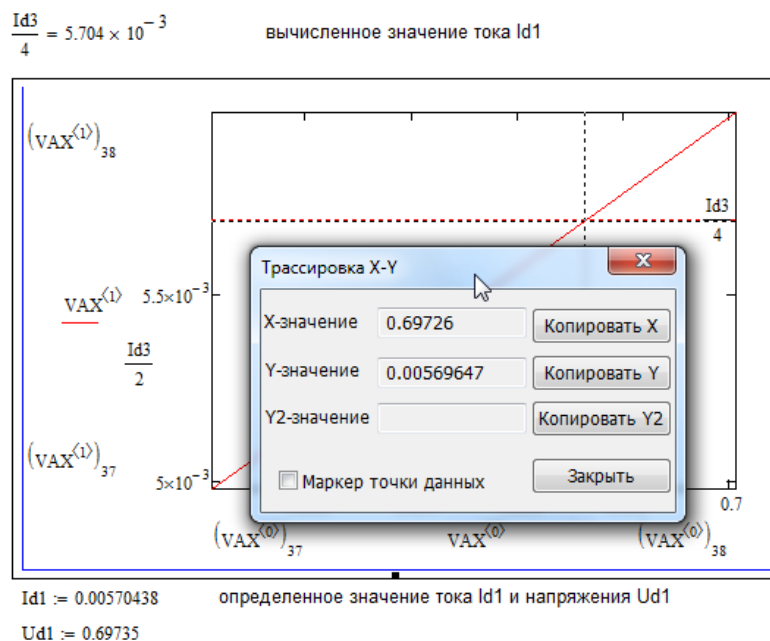 Id3/4 = 5.704 × 10⁻³ вычисленное значение тока Id1
(VAX⟨1⟩)38
Id3/4
VAX⟨1⟩ 5.5×10⁻³
Id3/2
(VAX⟨1⟩)37 5×10⁻³
Трассировка X-Y
X-значение 0.69726 Копировать X
Y-значение 0.00569647 Копировать Y
Y2-значение Копировать Y2
Маркер точки данных Закрыть
0.7
(VAX⟨0⟩)37 VAX⟨0⟩ (VAX⟨0⟩)38
Id1 := 0.00570438 определенное значение тока Id1 и напряжения Ud1
Ud1 := 0.69735